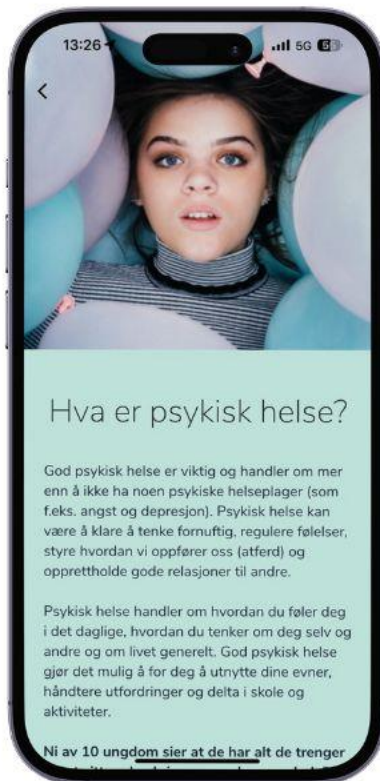 13:26
5G
Hva er psykisk helse?
God psykisk helse er viktig og handler om mer
enn å ikke ha noen psykiske helseplager (som
f.eks. angst og depresjon). Psykisk helse kan
være å klare å tenke fornuftig, regulere følelser,
styre hvordan vi oppfører oss (atferd) og
opprettholde gode relasjoner til andre.
Psykisk helse handler om hvordan du føler deg
i det daglige, hvordan du tenker om deg selv og
andre og om livet generelt. God psykisk helse
gjør det mulig å for deg å utnytte dine evner,
håndtere utfordringer og delta i skole og
aktiviteter.
Ni av 10 ungdom sier at de har alt de trenger